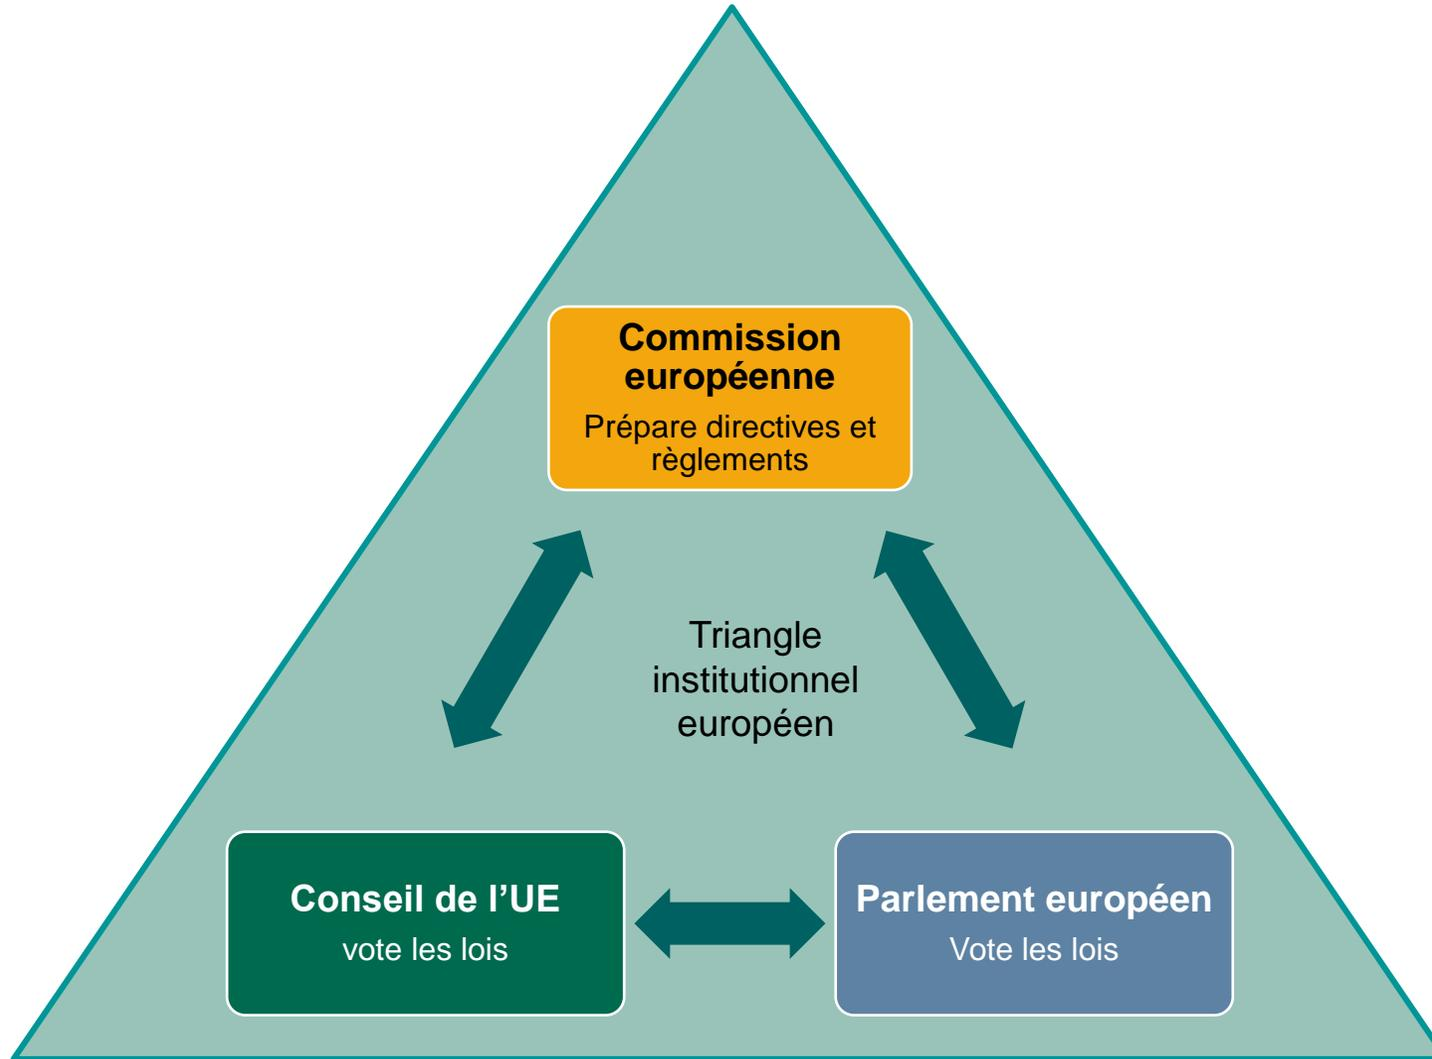 Commission
européenne
Prépare directives et
règlements
Triangle
institutionnel
européen
Conseil de l’UE
vote les lois
Parlement européen
Vote les lois